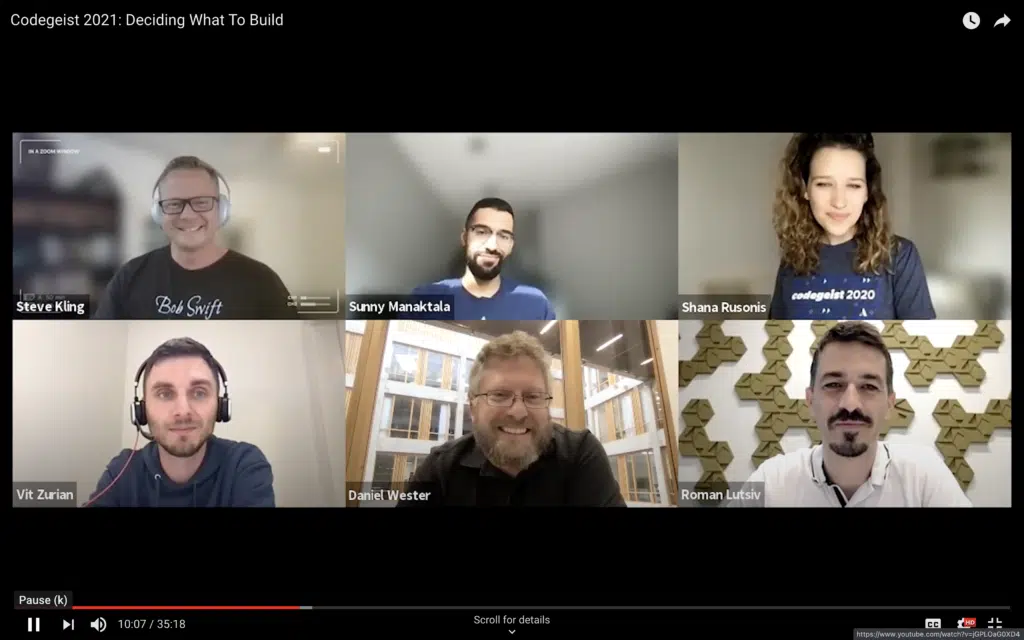 Codegeist 2021: Deciding What To Build
IN A ZOOM WINDOW
Bob Swift
Steve Kling
Sunny Manaktala
codegeist 2020
Shana Rusonis
Vit Zurian
Daniel Wester
Roman Lutsiv
Pause (k)
10:07 / 35:18
Scroll for details
CC
HD
https://www.youtube.com/watch?v=jGPLOaG0XD4